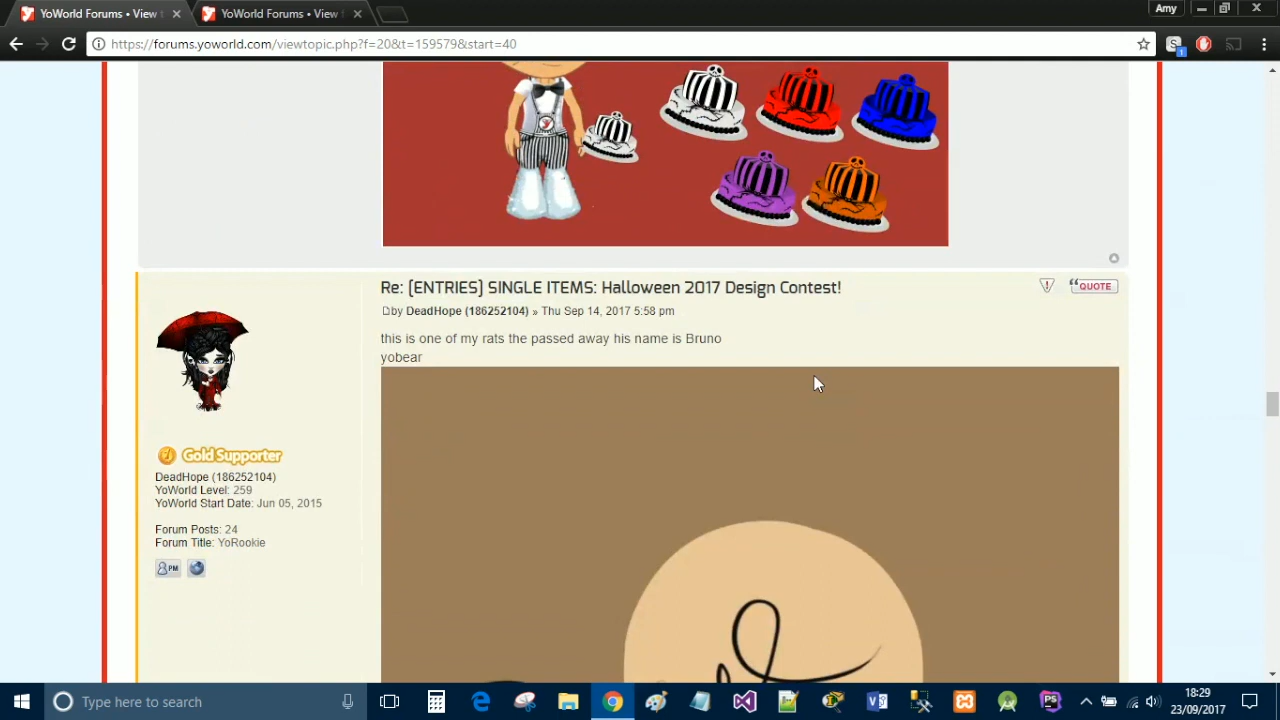 YoWorld Forums • View t
YoWorld Forums • View
Amy
https://forums.yoworld.com/viewtopic.php?f=20&t=159579&start=40
Re: [ENTRIES] SINGLE ITEMS: Halloween 2017 Design Contest!
QUOTE
by DeadHope (186252104) » Thu Sep 14, 2017 5:58 pm
this is one of my rats the passed away his name is Bruno
yobear
Gold Supporter
DeadHope (186252104)
YoWorld Level: 259
YoWorld Start Date: Jun 05, 2015
Forum Posts: 24
Forum Title: YoRookie
PM
Type here to search
18:29
23/09/2017